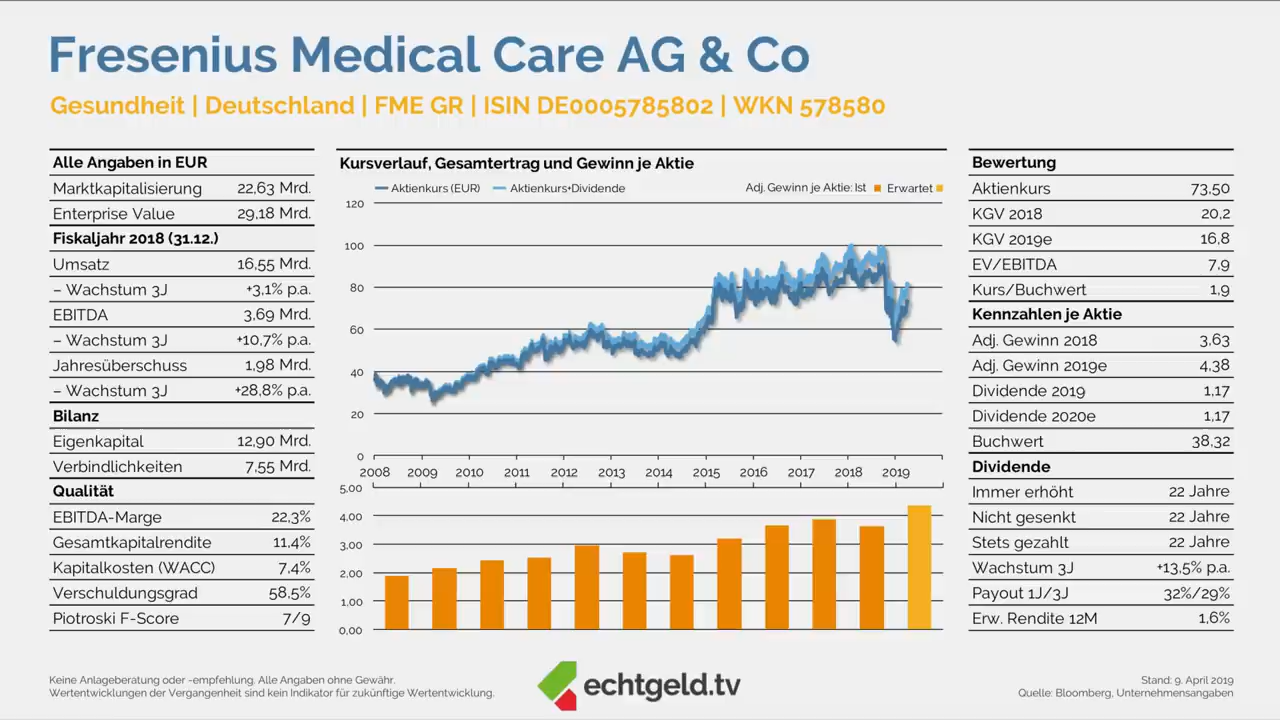 Fresenius Medical Care AG & Co
Gesundheit | Deutschland | FME GR | ISIN DE0005785802 | WKN 578580
Alle Angaben in EUR
Marktkapitalisierung 22,63 Mrd.
Enterprise Value 29,18 Mrd.
Fiskaljahr 2018 (31.12.)
Umsatz 16,55 Mrd.
– Wachstum 3J +3,1% p.a.
EBITDA 3,69 Mrd.
– Wachstum 3J +10,7% p.a.
Jahresüberschuss 1,98 Mrd.
– Wachstum 3J +28,8% p.a.
Bilanz
Eigenkapital 12,90 Mrd.
Verbindlichkeiten 7,55 Mrd.
Qualität
EBITDA-Marge 22,3%
Gesamtkapitalrendite 11,4%
Kapitalkosten (WACC) 7,4%
Verschuldungsgrad 58,5%
Piotroski F-Score 7/9
Kursverlauf, Gesamtertrag und Gewinn je Aktie
Aktienkurs (EUR) Aktienkurs+Dividende Adj. Gewinn je Aktie: Ist Erwartet
120
100
80
60
40
20
0
2008 2009 2010 2011 2012 2013 2014 2015 2016 2017 2018 2019
5,00
4,00
3,00
2,00
1,00
0,00
Bewertung
Aktienkurs 73,50
KGV 2018 20,2
KGV 2019e 16,8
EV/EBITDA 7,9
Kurs/Buchwert 1,9
Kennzahlen je Aktie
Adj. Gewinn 2018 3,63
Adj. Gewinn 2019e 4,38
Dividende 2019 1,17
Dividende 2020e 1,17
Buchwert 38,32
Dividende
Immer erhöht 22 Jahre
Nicht gesenkt 22 Jahre
Stets gezahlt 22 Jahre
Wachstum 3J +13,5% p.a.
Payout 1J/3J 32%/29%
Erw. Rendite 12M 1,6%
Keine Anlageberatung oder -empfehlung. Alle Angaben ohne Gewähr.
Wertentwicklungen der Vergangenheit sind kein Indikator für zukünftige Wertentwicklung.
echtgeld.tv
Stand: 9. April 2019
Quelle: Bloomberg, Unternehmensangaben